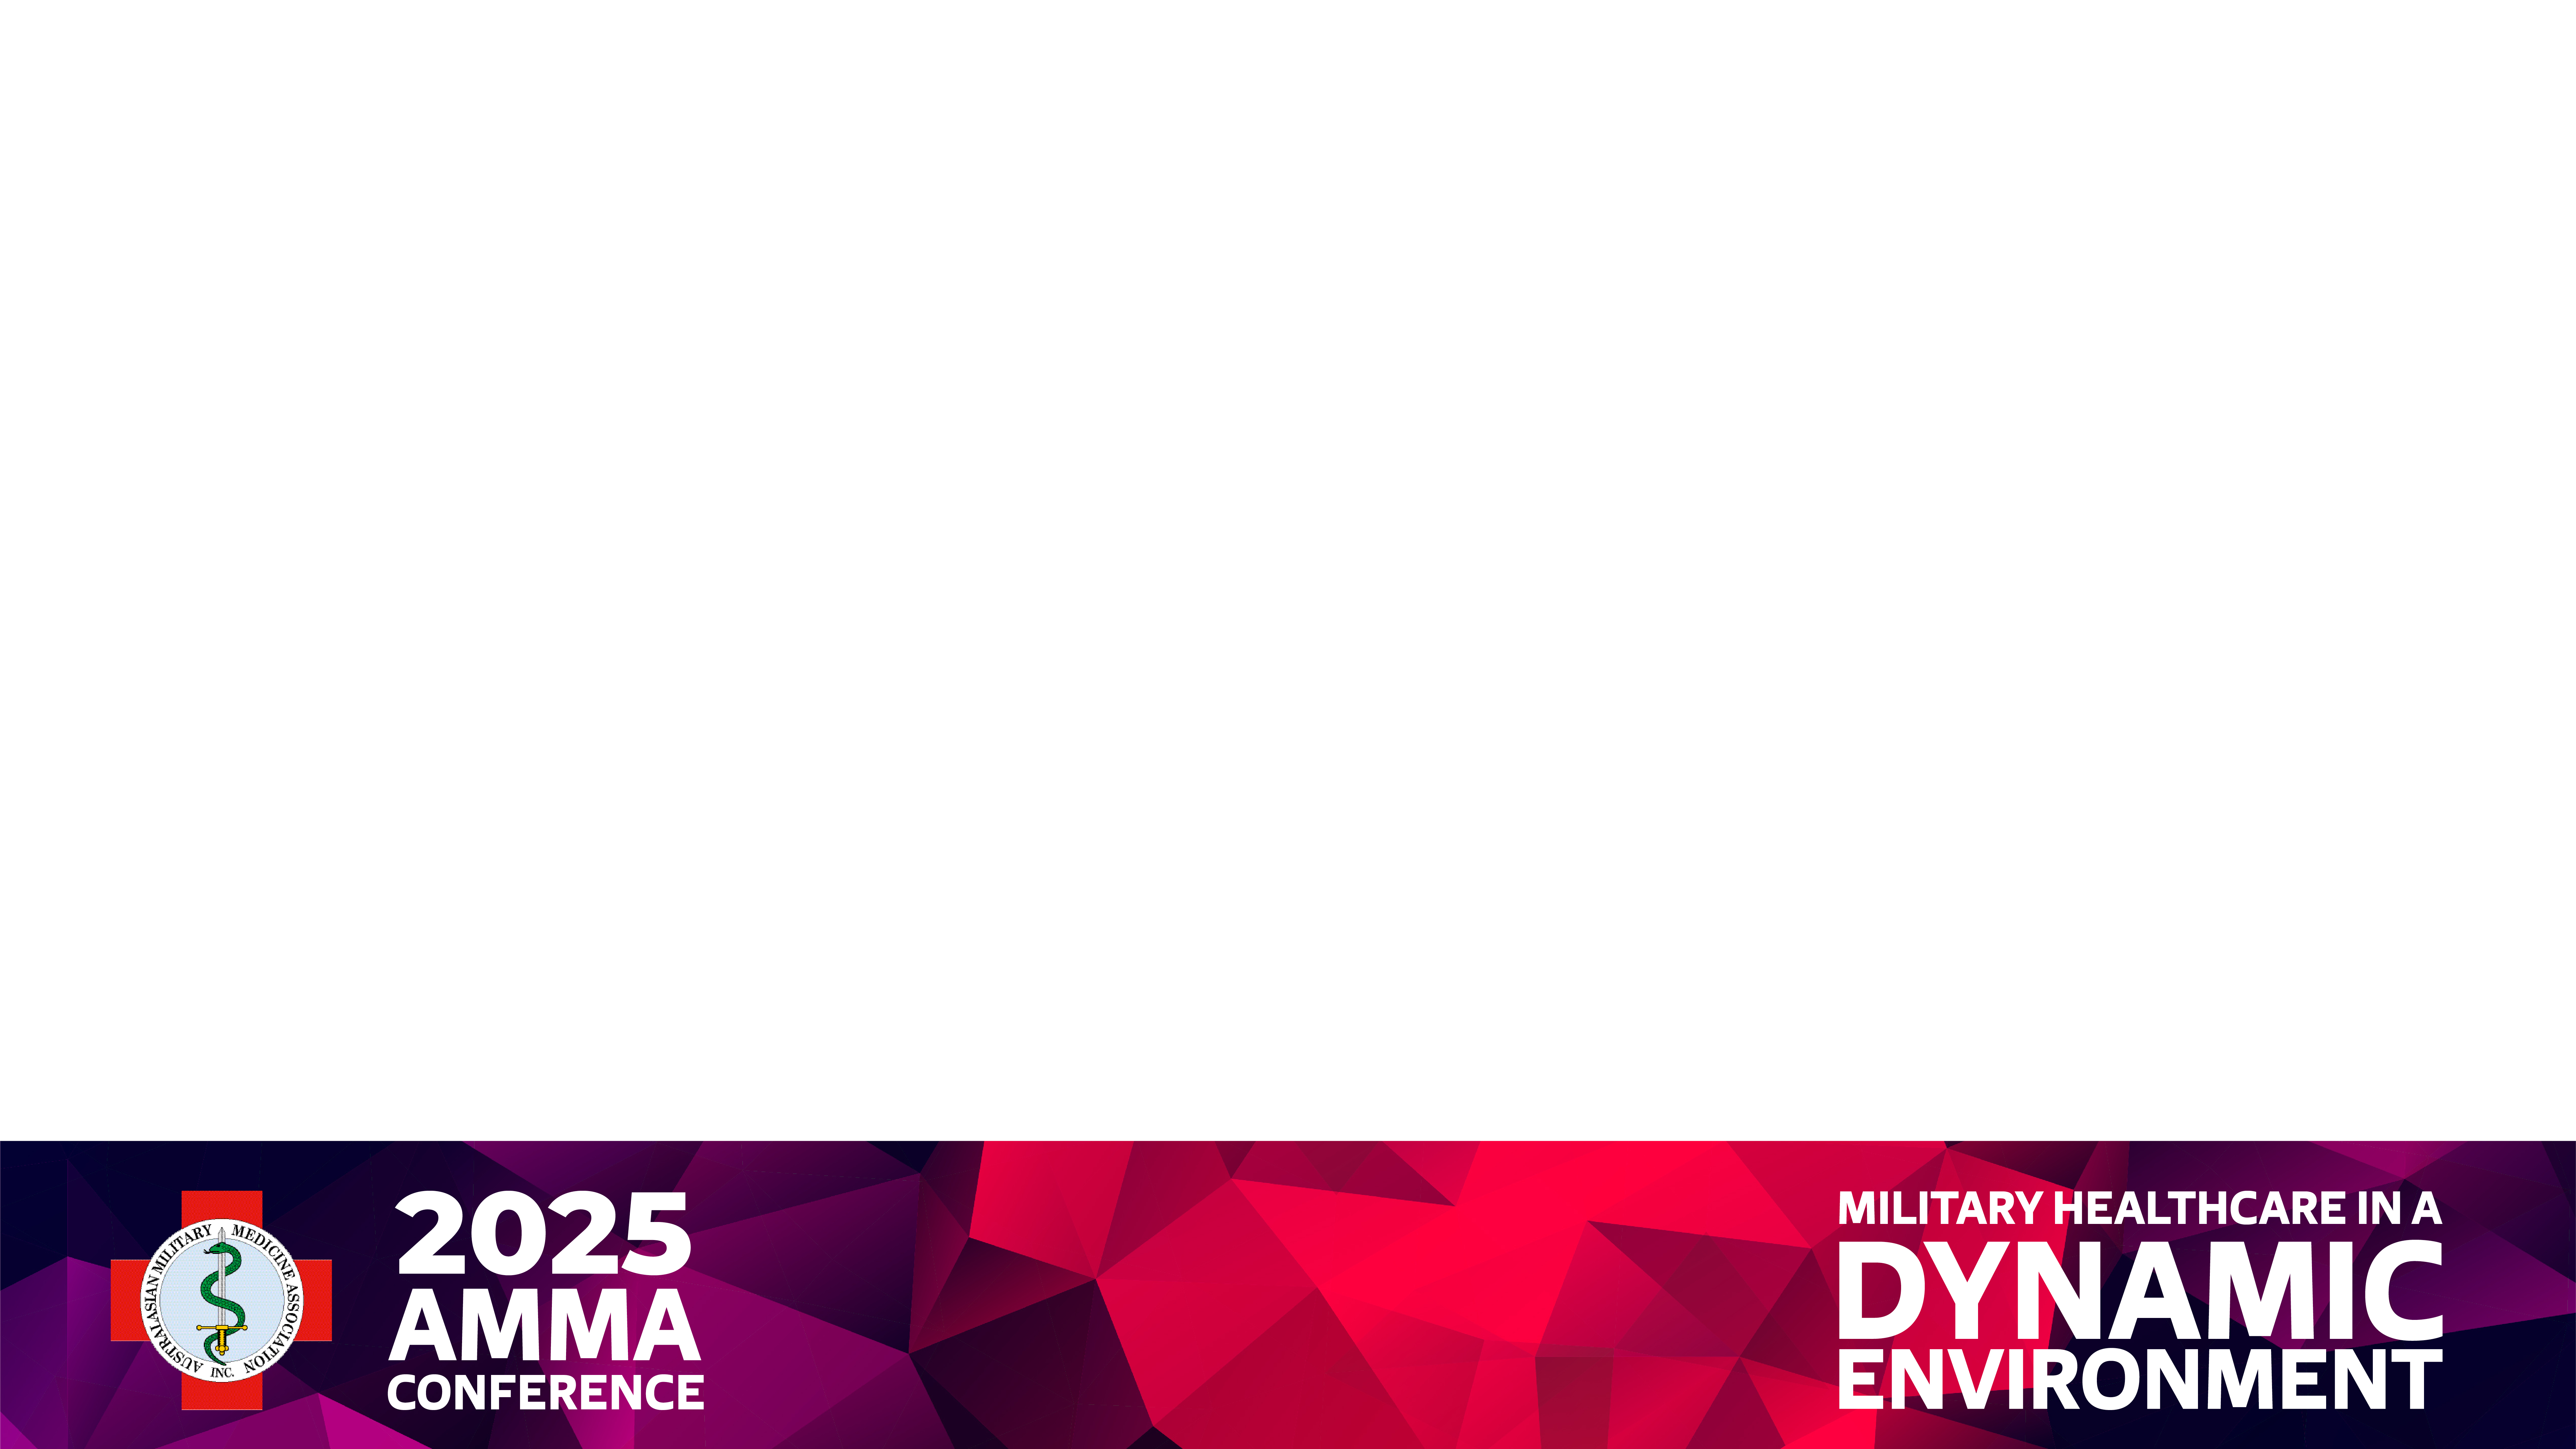 AUSTRALASIAN MILITARY MEDICINE ASSOCIATION
INC.
2025
AMMA
CONFERENCE
MILITARY HEALTHCARE IN A
DYNAMIC
ENVIRONMENT